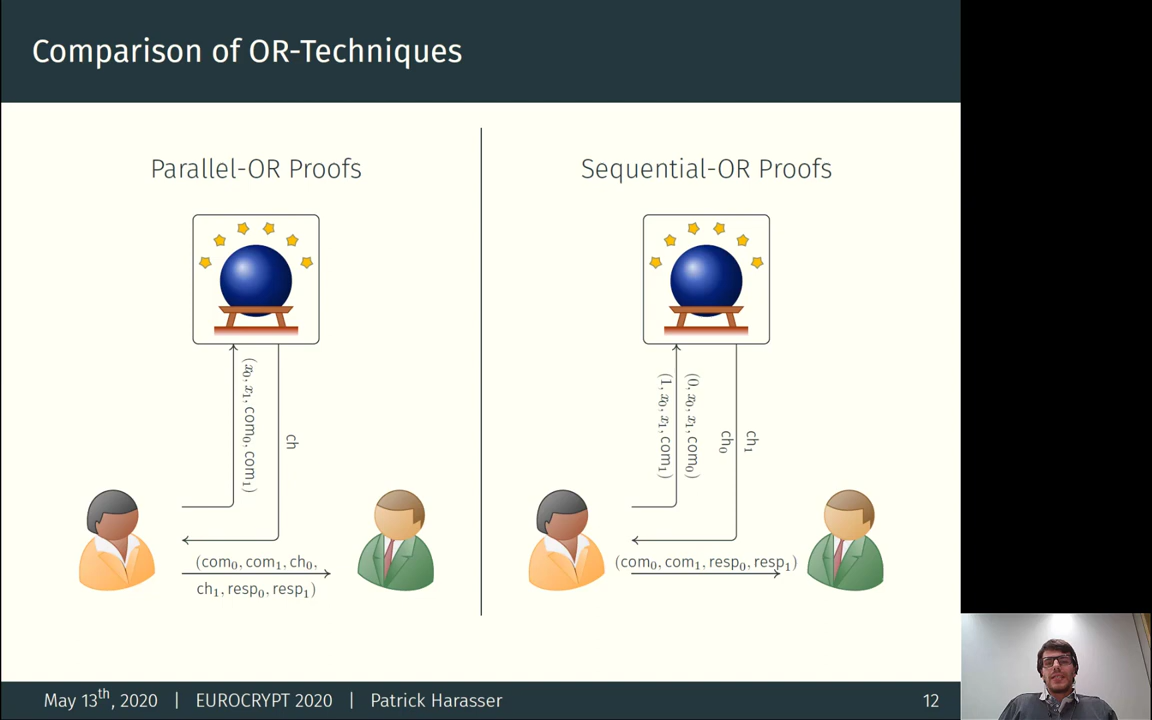 Comparison of OR-Techniques
Parallel-OR Proofs
(x₀, x₁, com₀, com₁)
ch
(com₀, com₁, ch₀,
ch₁, resp₀, resp₁)
Sequential-OR Proofs
(1, x₀, x₁, com₁)
(0, x₀, x₁, com₀)
ch₀
ch₁
(com₀, com₁, resp₀, resp₁)
May 13th, 2020 | EUROCRYPT 2020 | Patrick Harasser
12